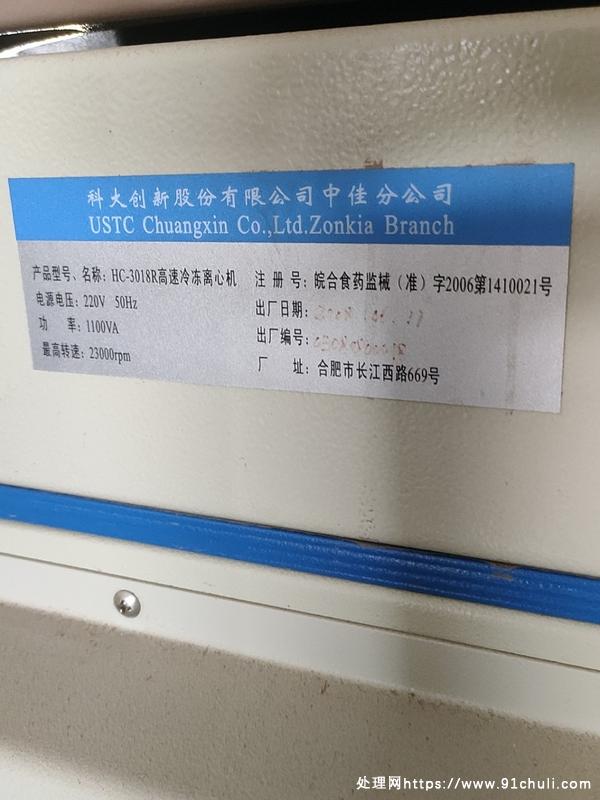 科大创新股份有限公司中佳分公司
USTC Chuangxin Co.,Ltd.Zonkia Branch
产品型号、名称：HC-3018R高速冷冻离心机
电源电压：220V 50Hz
功 率：1100VA
最高转速：23000rpm
注 册 号：皖合食药监械（准）字2006第1410021号
出厂日期：
出厂编号：
厂 址：合肥市长江西路669号
处理网https://www.91chuli.com